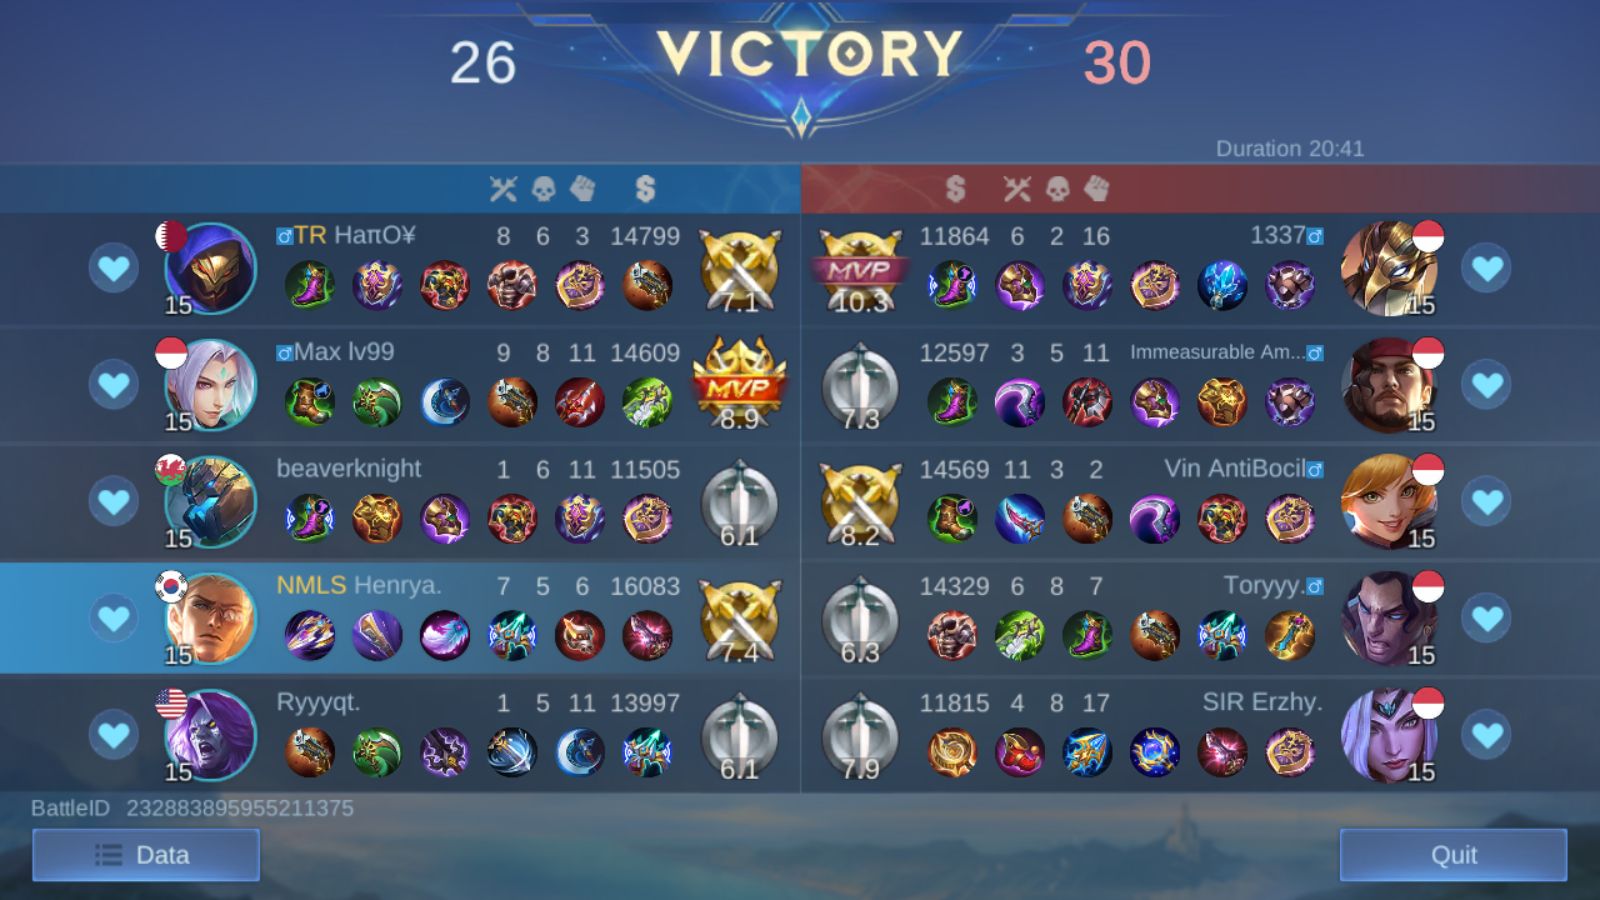 26 VICTORY 30
Duration 20:41
TR HaπO¥ 8 6 3 14799
15 7.1
11864 6 2 16 1337
MVP 10.3 15
Max lv99 9 8 11 14609
15 MVP 8.9
12597 3 5 11 Immeasurable Am...
7.3 15
beaverknight 1 6 11 11505
15 6.1
14569 11 3 2 Vin AntiBocil
8.2 15
NMLS Henrya. 7 5 6 16083
15 7.4
14329 6 8 7 Toryyy.
6.3 15
Ryyyqt. 1 5 11 13997
15 6.1
11815 4 8 17 SIR Erzhy.
7.9 15
BattleID 232883895955211375
Data
Quit